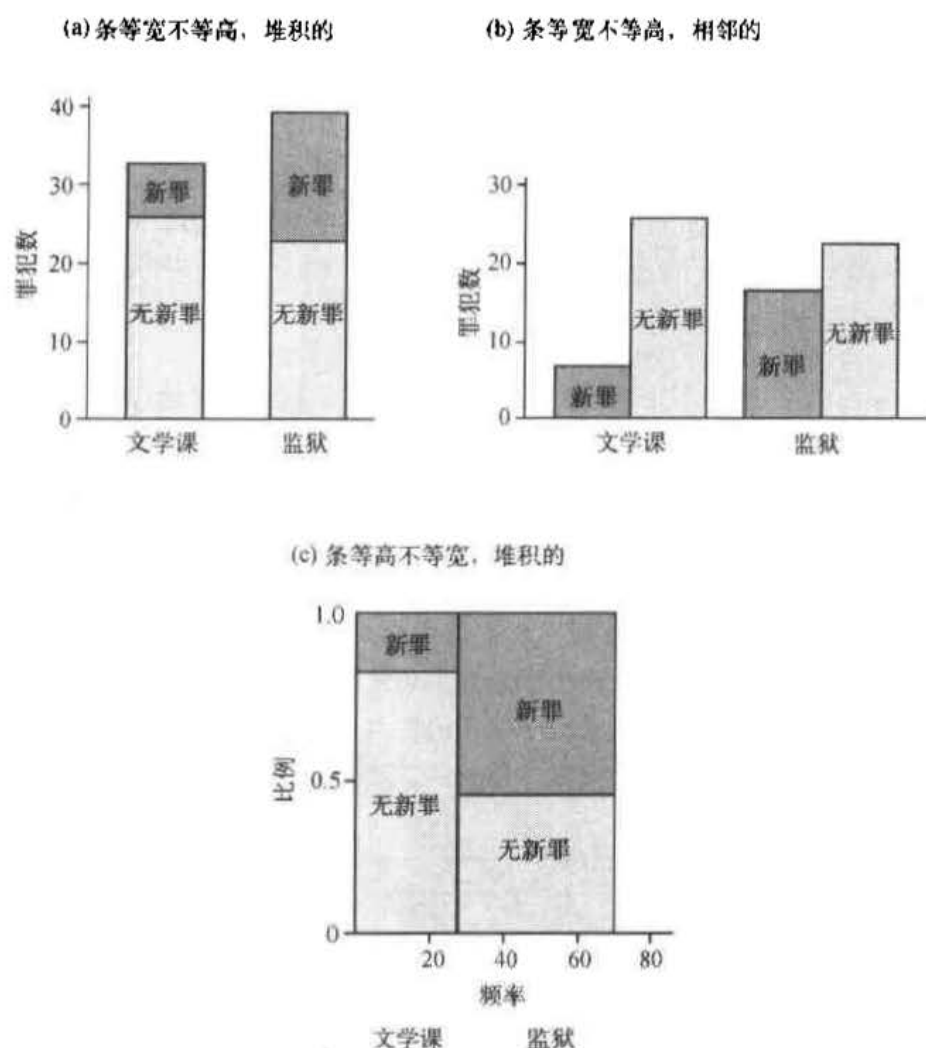 (a) 条等宽不等高，堆积的
(b) 条等宽不等高，相邻的
40
30
20
10
0
罪犯数
新罪
无新罪
新罪
无新罪
文学课
监狱
30
20
10
0
罪犯数
新罪
无新罪
新罪
无新罪
文学课
监狱
(c) 条等高不等宽，堆积的
1.0
0.5
0
比例
新罪
无新罪
新罪
无新罪
20 40 60 80
频率
文学课 监狱